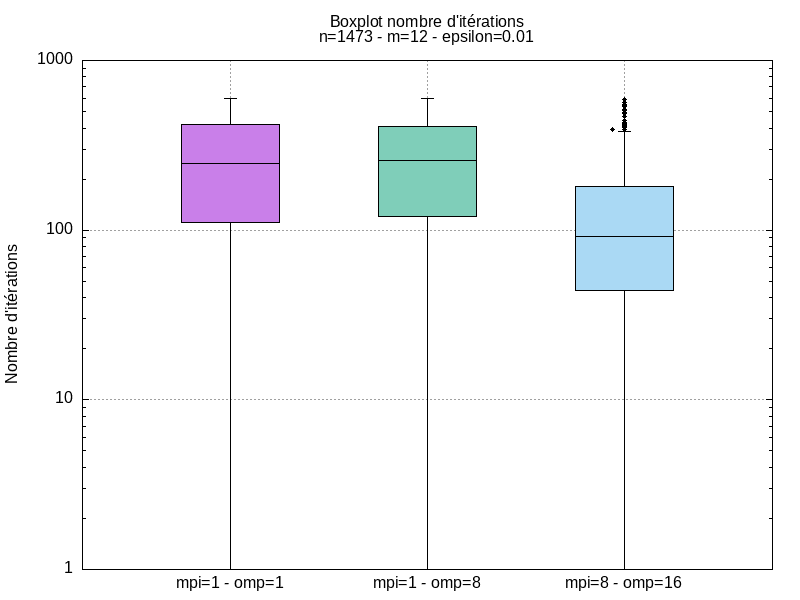 Boxplot nombre d'itérations
n=1473 - m=12 - epsilon=0.01
1000
100
10
1
Nombre d'itérations
mpi=1 - omp=1
mpi=1 - omp=8
mpi=8 - omp=16